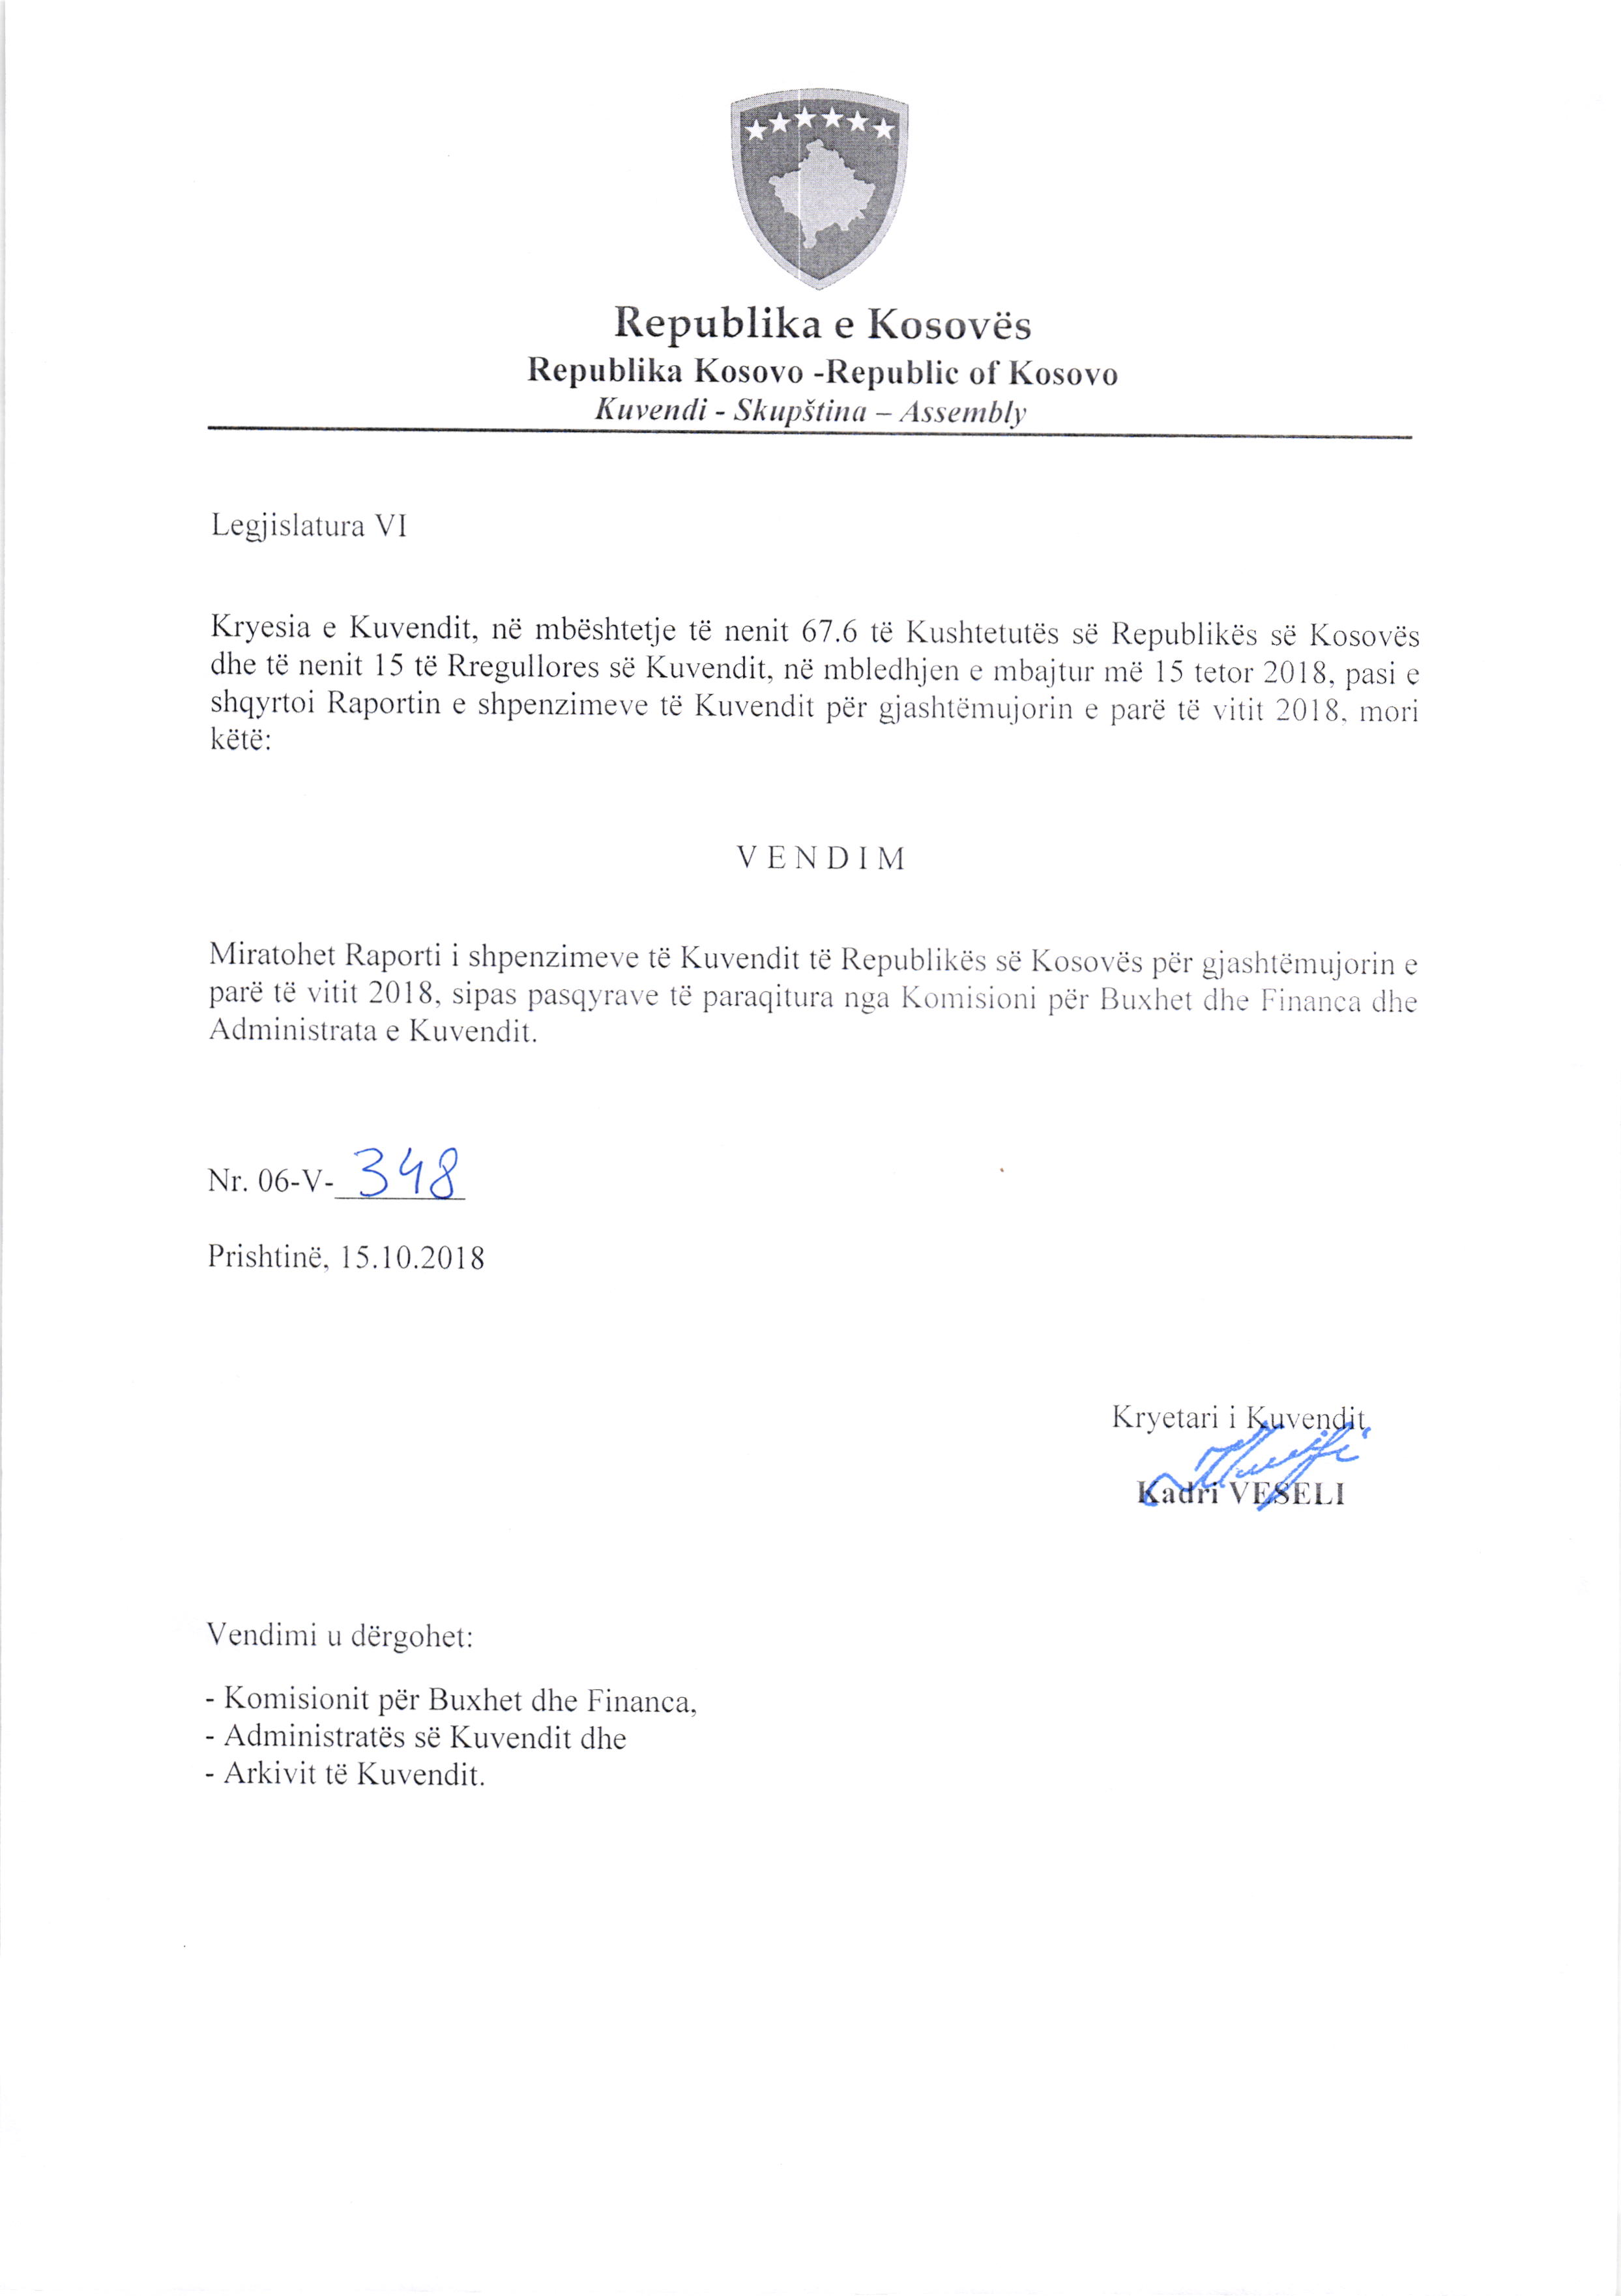 Republika e Kosovës
Republika Kosovo -Republic of Kosovo
Kuvendi - Skupština – Assembly
Legjislatura VI
Kryesia e Kuvendit, në mbështetje të nenit 67.6 të Kushtetutës së Republikës së Kosovës
dhe të nenit 15 të Rregullores së Kuvendit, në mbledhjen e mbajtur më 15 tetor 2018, pasi e
shqyrtoi Raportin e shpenzimeve të Kuvendit për gjashtëmujorin e parë të vitit 2018, mori
këtë:
V E N D I M
Miratohet Raporti i shpenzimeve të Kuvendit të Republikës së Kosovës për gjashtëmujorin e
parë të vitit 2018, sipas pasqyrave të paraqitura nga Komisioni për Buxhet dhe Financa dhe
Administrata e Kuvendit.
Nr. 06-V- 348
Prishtinë, 15.10.2018
Kryetari i Kuvendit
Kadri VESELI
Vendimi u dërgohet:
- Komisionit për Buxhet dhe Financa,
- Administratës së Kuvendit dhe
- Arkivit të Kuvendit.